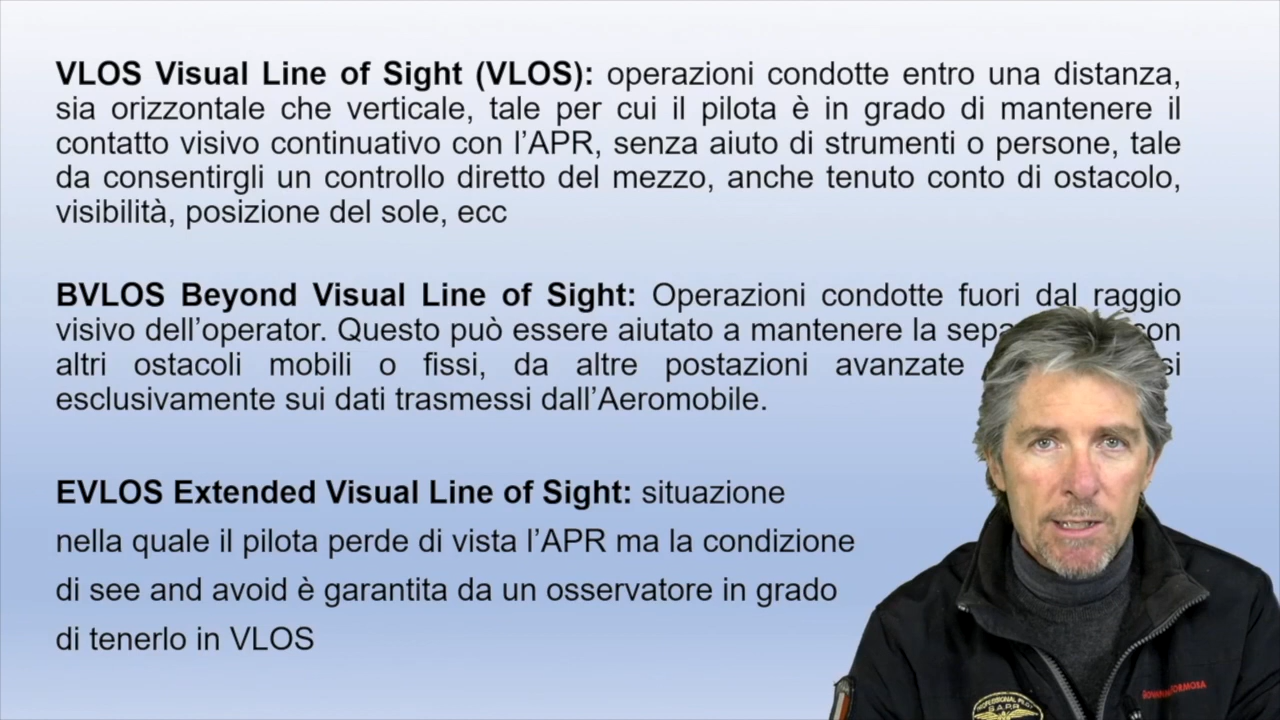 VLOS Visual Line of Sight (VLOS): operazioni condotte entro una distanza,
sia orizzontale che verticale, tale per cui il pilota è in grado di mantenere il
contatto visivo continuativo con l’APR, senza aiuto di strumenti o persone, tale
da consentirgli un controllo diretto del mezzo, anche tenuto conto di ostacolo,
visibilità, posizione del sole, ecc
BVLOS Beyond Visual Line of Sight: Operazioni condotte fuori dal raggio
visivo dell’operator. Questo può essere aiutato a mantenere la con
altri ostacoli mobili o fissi, da altre postazioni avanzate
esclusivamente sui dati trasmessi dall’Aeromobile.
EVLOS Extended Visual Line of Sight: situazione
nella quale il pilota perde di vista l’APR ma la condizione
di see and avoid è garantita da un osservatore in grado
di tenerlo in VLOS
PROFESSIONAL PILOT
S.A.P.R.